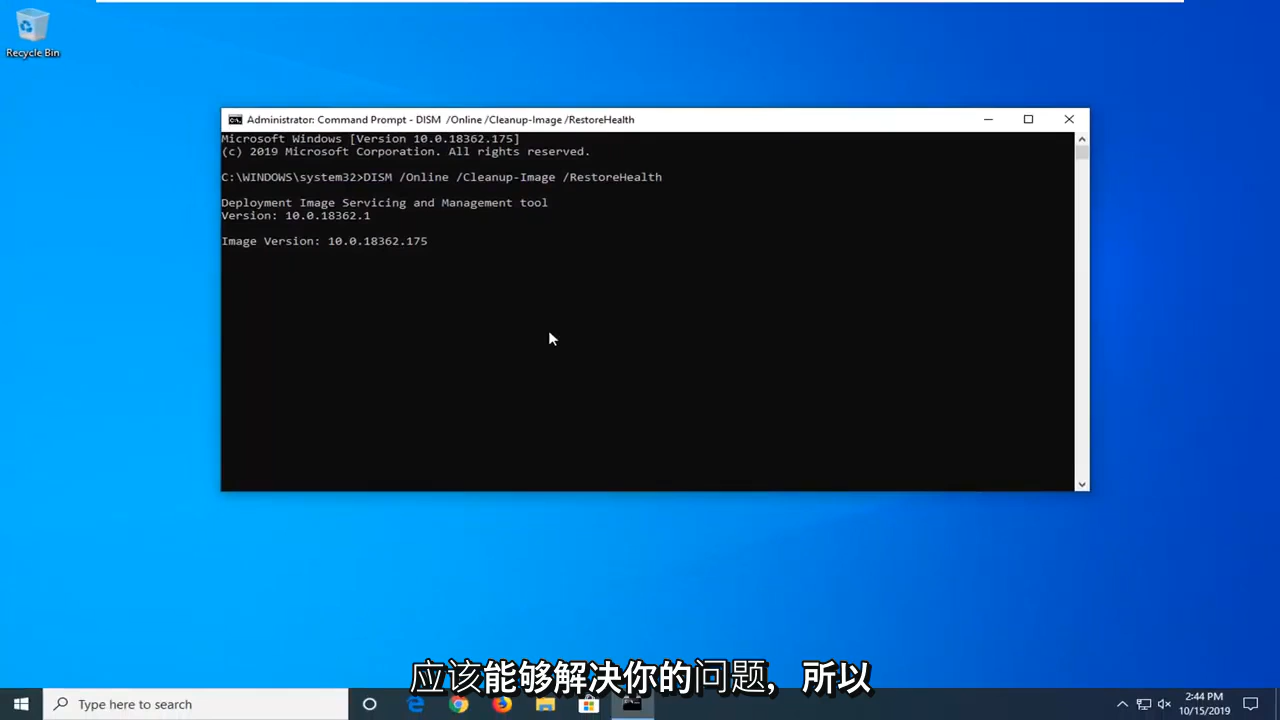 Recycle Bin
Administrator: Command Prompt - DISM  /Online /Cleanup-Image /RestoreHealth
Microsoft Windows [Version 10.0.18362.175]
(c) 2019 Microsoft Corporation. All rights reserved.
C:\WINDOWS\system32>DISM /Online /Cleanup-Image /RestoreHealth
Deployment Image Servicing and Management tool
Version: 10.0.18362.1
Image Version: 10.0.18362.175
应该能够解决你的问题，所以
Type here to search
2:44 PM
10/15/2019